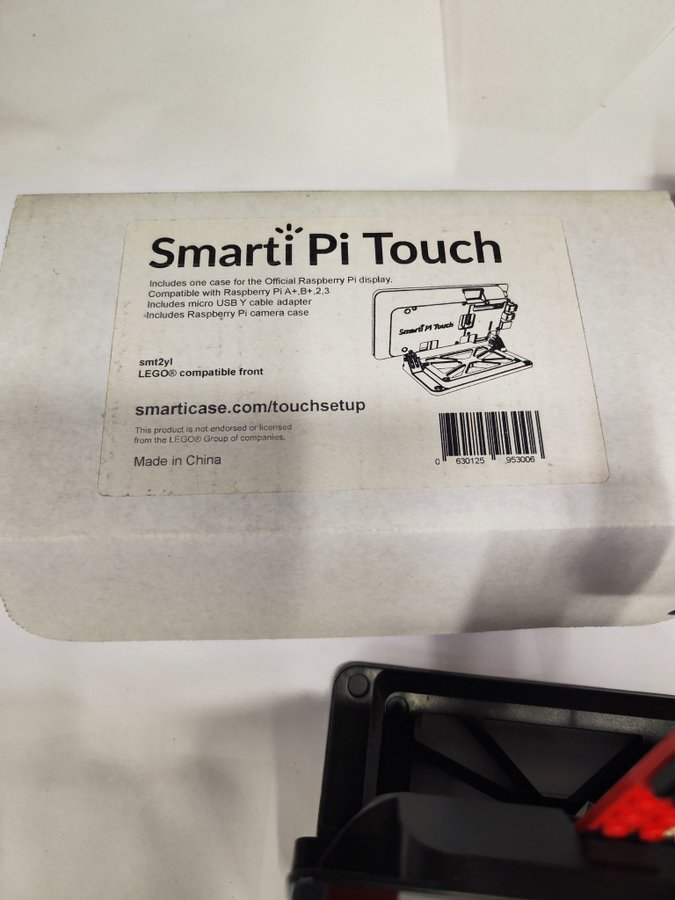 Smarti Pi Touch
Includes one case for the Official Raspberry Pi display.
Compatible with Raspberry Pi A+,B+,2,3
Includes micro USB Y cable adapter
Includes Raspberry Pi camera case
Smarti Pi Touch
smt2yl
LEGO® compatible front
smarticase.com/touchsetup
This product is not endorsed or licensed
from the LEGO® Group of companies.
Made in China
0 630125 953006